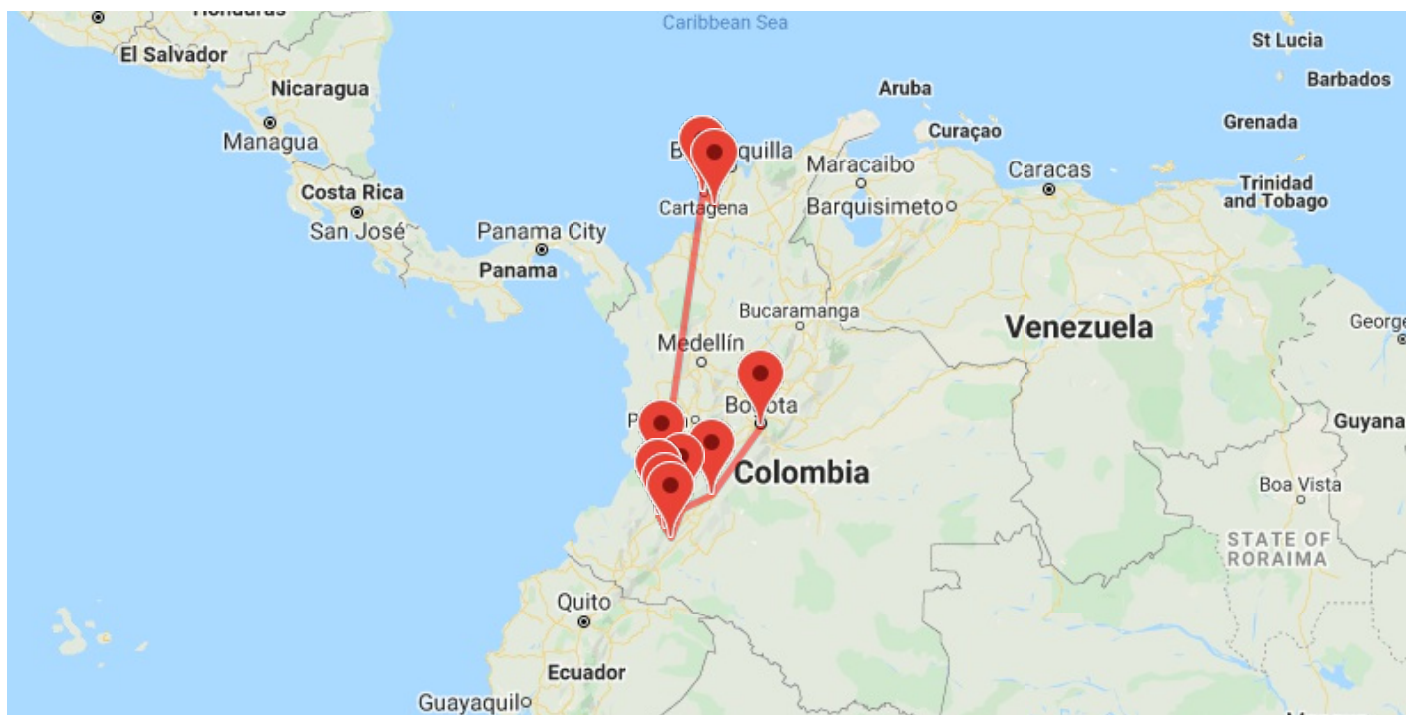 Caribbean Sea
El Salvador
St Lucia
Nicaragua
Aruba
Barbados
Managua
Curaçao
Grenada
quilla
Maracaibo
Caracas
Costa Rica
Trinidad
and Tobago
Cartagena
Barquisimeto
San José
Panama City
Panama
Bucaramanga
Venezuela
George
Medellín
Bogota
Guyana
Colombia
Boa Vista
STATE OF
RORAIMA
Quito
Ecuador
Guayaquil